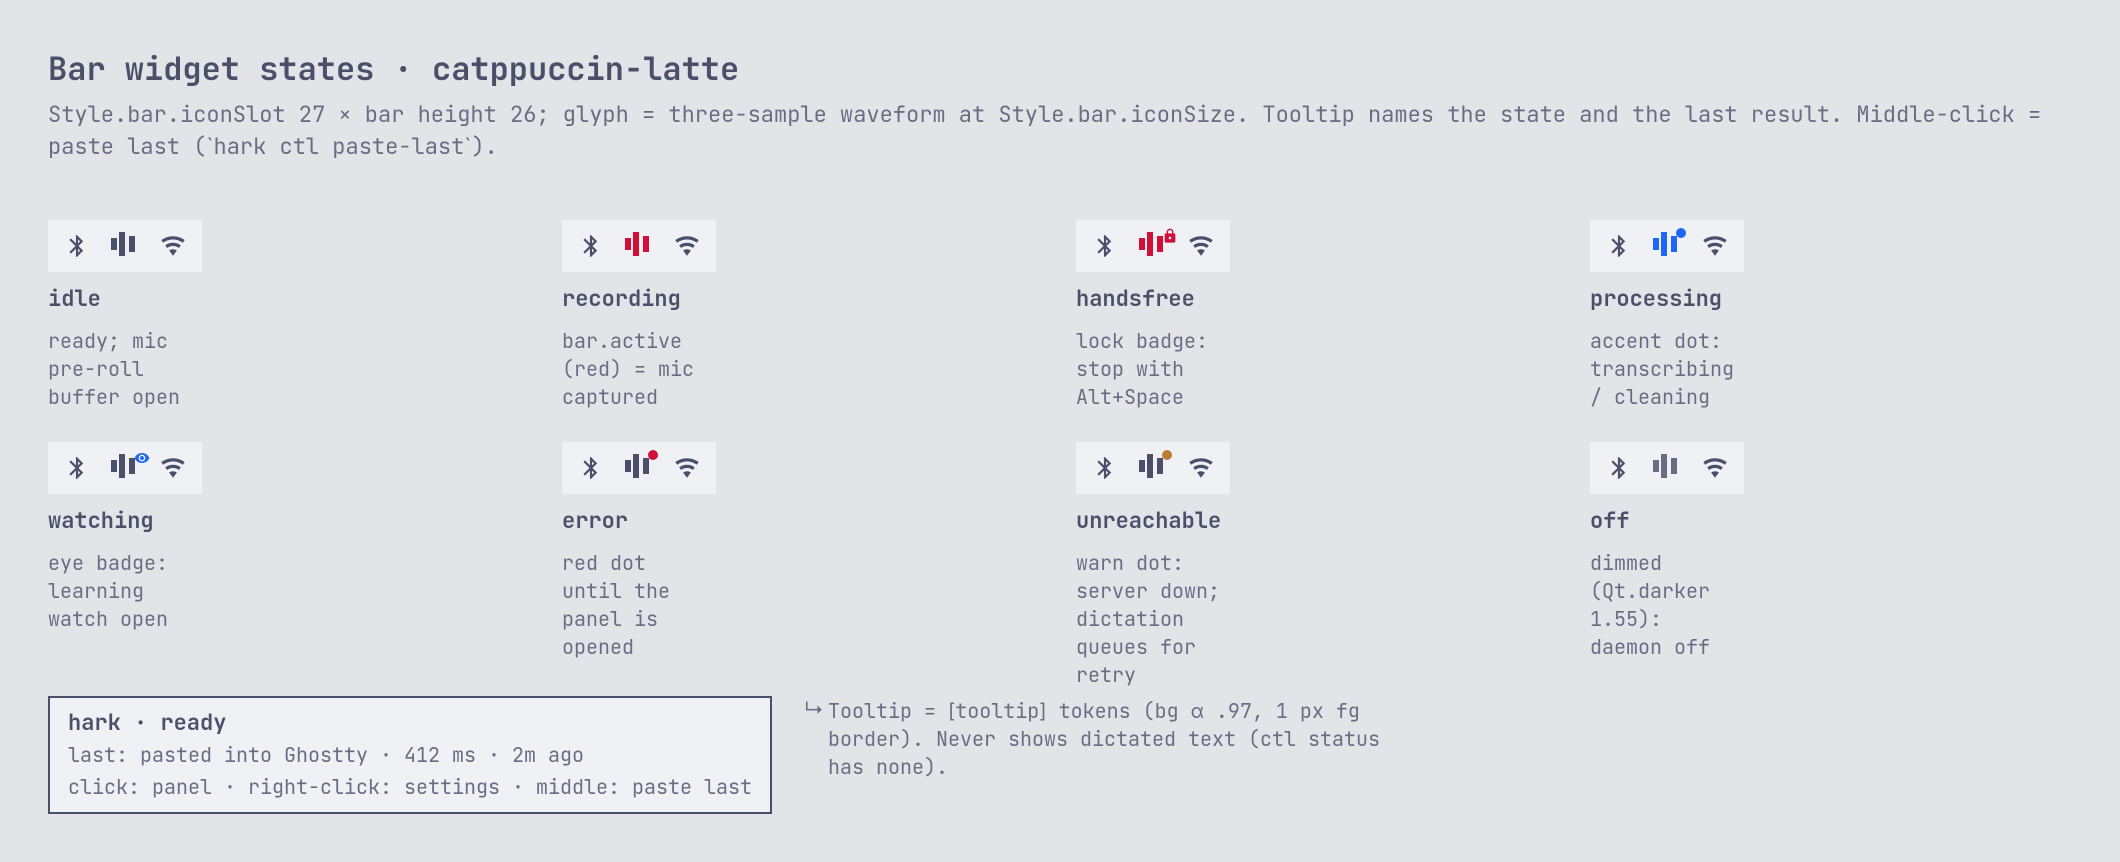 Bar widget states · catppuccin-latte
Style.bar.iconSlot 27 × bar height 26; glyph = three-sample waveform at Style.bar.iconSize. Tooltip names the state and the last result. Middle-click =
paste last (`hark ctl paste-last`).
idle
ready; mic
pre-roll
buffer open
recording
bar.active
(red) = mic
captured
handsfree
lock badge:
stop with
Alt+Space
processing
accent dot:
transcribing
/ cleaning
watching
eye badge:
learning
watch open
error
red dot
until the
panel is
opened
unreachable
warn dot:
server down;
dictation
queues for
retry
off
dimmed
(Qt.darker
1.55):
daemon off
hark · ready
last: pasted into Ghostty · 412 ms · 2m ago
click: panel · right-click: settings · middle: paste last
↳ Tooltip = [tooltip] tokens (bg α .97, 1 px fg
border). Never shows dictated text (ctl status
has none).